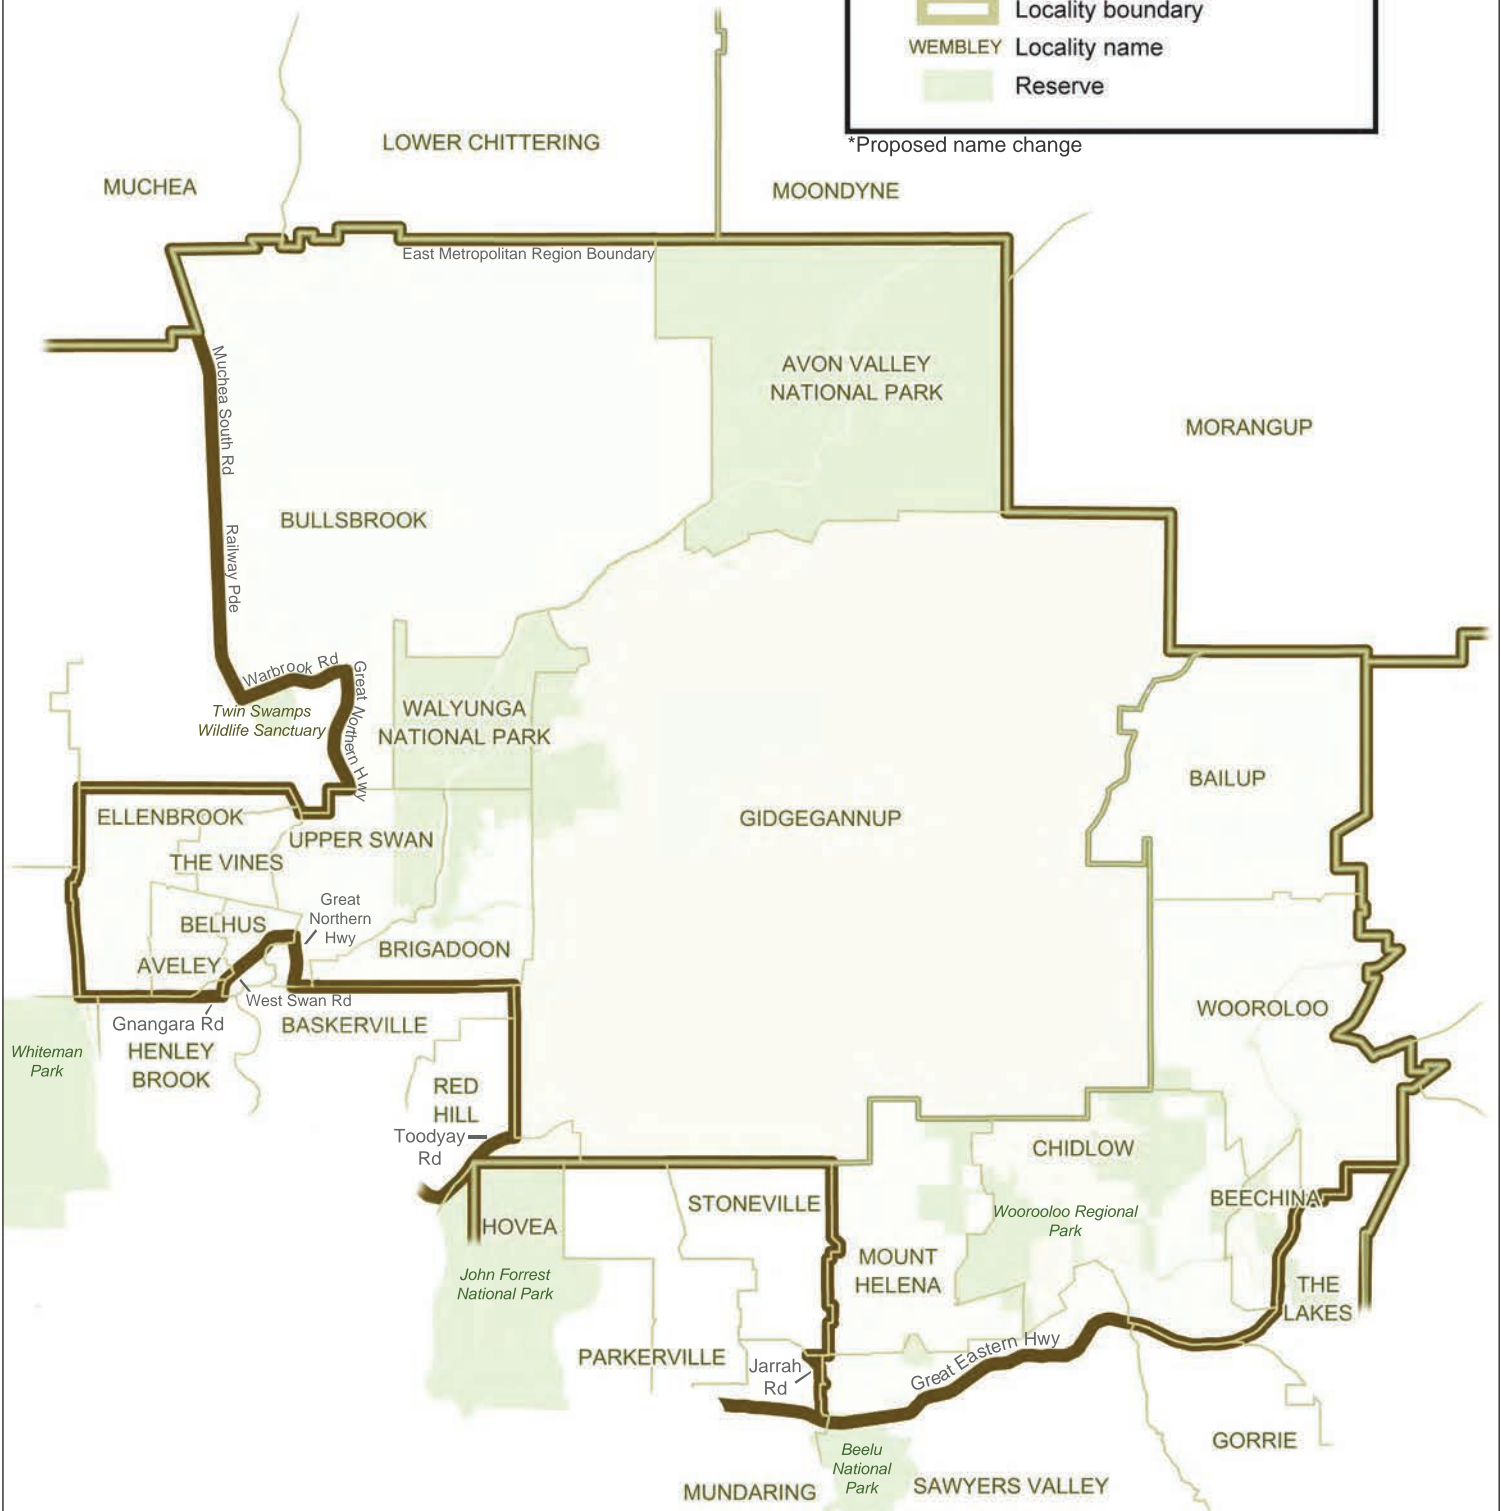 Locality boundary
WEMBLEY Locality name
Reserve
*Proposed name change
LOWER CHITTERING
MUCHEA
MOONDYNE
East Metropolitan Region Boundary
AVON VALLEY
NATIONAL PARK
Muchea South Rd
MORANGUP
BULLSBROOK
Railway Pde
Warbrook Rd
Great Northern Hwy
Twin Swamps
Wildlife Sanctuary
WALYUNGA
NATIONAL PARK
BAILUP
ELLENBROOK
GIDGEGANNUP
UPPER SWAN
THE VINES
Great
Northern
Hwy
BELHUS
BRIGADOON
AVELEY
West Swan Rd
WOOROLOO
Gnangara Rd
BASKERVILLE
HENLEY
BROOK
Whiteman
Park
RED
HILL
Toodyay
Rd
CHIDLOW
STONEVILLE
BEECHINA
Woorooloo Regional
Park
HOVEA
MOUNT
HELENA
John Forrest
National Park
THE
LAKES
PARKERVILLE
Jarrah
Rd
Great Eastern Hwy
GORRIE
Beelu
National
Park
MUNDARING
SAWYERS VALLEY